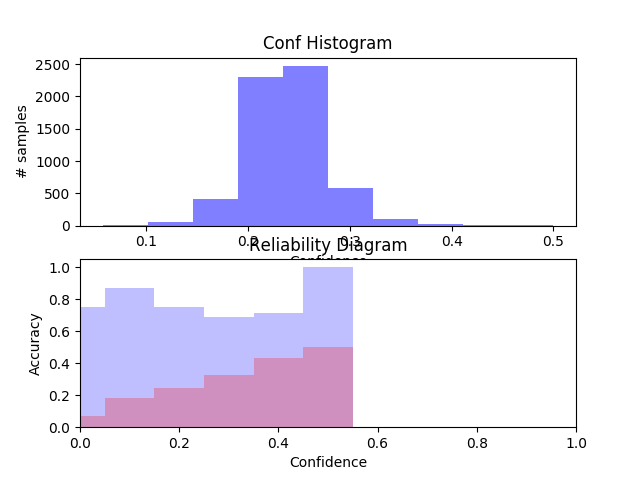 Conf Histogram
2500
2000
1500
1000
500
0
# samples
0.1 0.2 0.3 0.4 0.5
Confidence
Reliability Diagram
1.0
0.8
0.6
0.4
0.2
0.0
Accuracy
0.0 0.2 0.4 0.6 0.8 1.0
Confidence